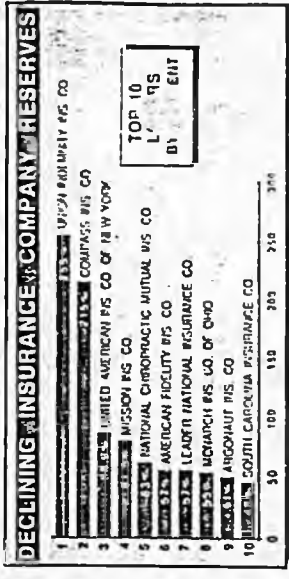 DECLINING INSURANCE COMPANY RESERVES
1 UNION INDEMNITY INS CO
2 COMPASS INS CO
3 UNITED AMERICAN INS CO OF NEW YORK
4 MISSION INS CO.
5 NATIONAL CHIROPRACTIC MUTUAL INS CO
6 AMERICAN FIDELITY INS CO.
7 LEADER NATIONAL INSURANCE CO.
8 MONARCH INS CO. OF OHIO
9 ARGONAUT INS. CO.
10 SOUTH CAROLINA INSURANCE CO.
TOP 10
BY
0 50 100 150 200 250 300